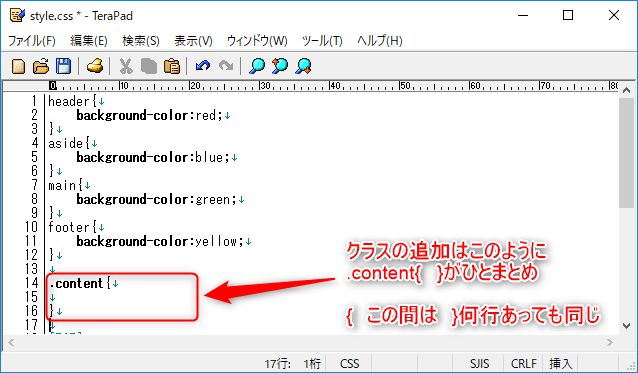 style.css * - TeraPad
ファイル(F) 編集(E) 検索(S) 表示(V) ウィンドウ(W) ツール(T) ヘルプ(H)
0 10 20 30 40 50 60 70 80
1 header{↓
2 background-color:red;↓
3 }↓
4 aside{↓
5 background-color:blue;↓
6 }↓
7 main{↓
8 background-color:green;↓
9 }↓
10 footer{↓
11 background-color:yellow;↓
12 }↓
13 ↓
14 .content{↓
15 ↓
16 }↓
17 ↓
クラスの追加はこのように
.content{ }がひとまとめ
{ この間は }何行あっても同じ
17行: 1桁 CSS SJIS CRLF 挿入